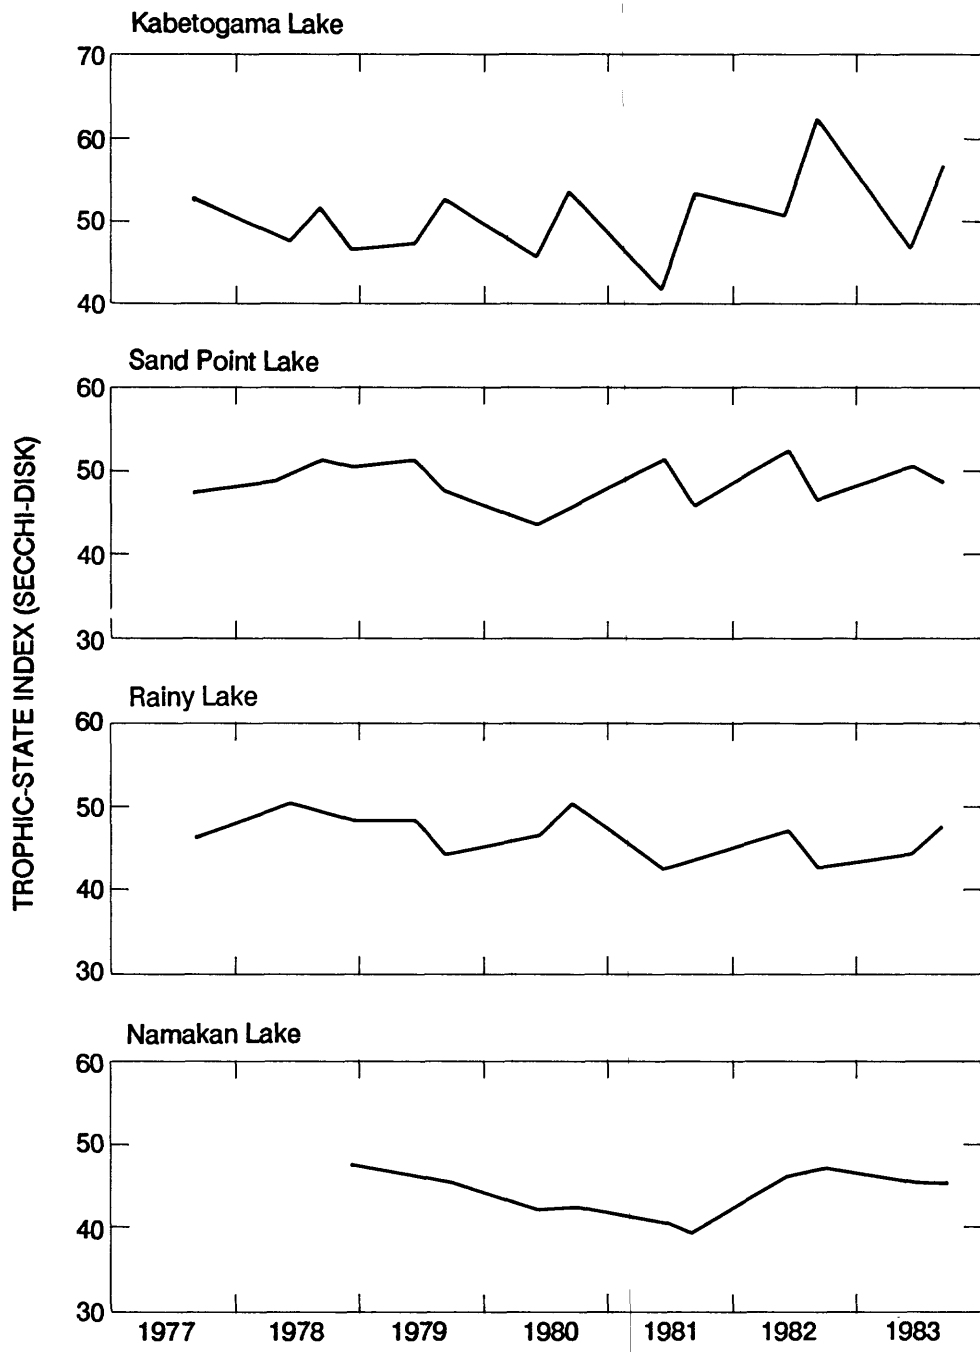 Kabetogama Lake
70
60
50
40
Sand Point Lake
60
50
40
30
TROPHIC-STATE INDEX (SECCHI-DISK)
Rainy Lake
60
50
40
30
Namakan Lake
60
50
40
30
1977 1978 1979 1980 1981 1982 1983